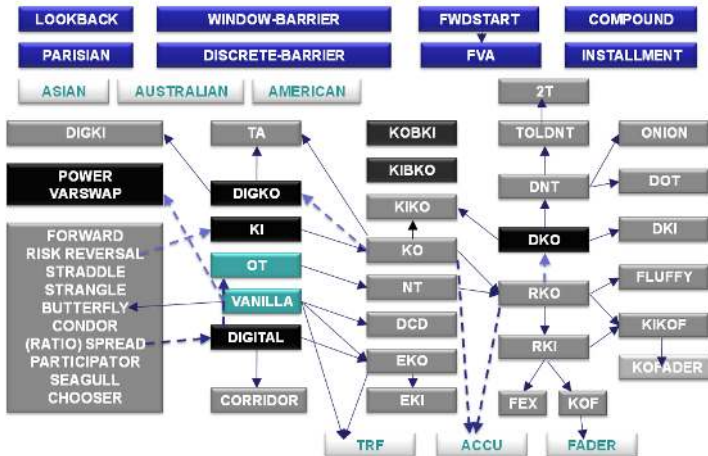 LOOKBACK
WINDOW-BARRIER
FWDSTART
COMPOUND
PARISIAN
DISCRETE-BARRIER
FVA
INSTALLMENT
ASIAN
AUSTRALIAN
AMERICAN
2T
DIGKI
TA
KOBKI
TOLDNT
ONION
POWER
VARSWAP
DIGKO
KIBKO
DNT
DOT
KIKO
KI
DKO
DKI
FORWARD
RISK REVERSAL
STRADDLE
STRANGLE
BUTTERFLY
CONDOR
(RATIO) SPREAD
PARTICIPATOR
SEAGULL
CHOOSER
KO
OT
NT
RKO
FLUFFY
VANILLA
DCD
KIKOF
DIGITAL
EKO
RKI
KOFADER
CORRIDOR
EKI
FEX
KOF
TRF
ACCU
FADER